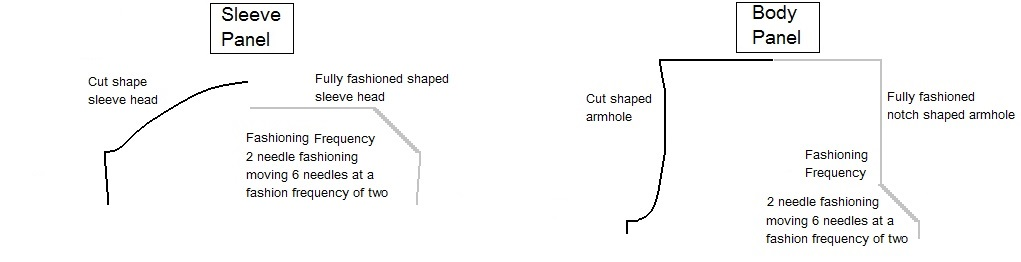 Sleeve
Panel
Cut shape
sleeve head
Fully fashioned shaped
sleeve head
Fashioning Frequency
2 needle fashioning
moving 6 needles at a
fashion frequency of two
Body
Panel
Cut shaped
armhole
Fully fashioned
notch shaped armhole
Fashioning
Frequency
2 needle fashioning
moving 6 needles at a
fashion frequency of two